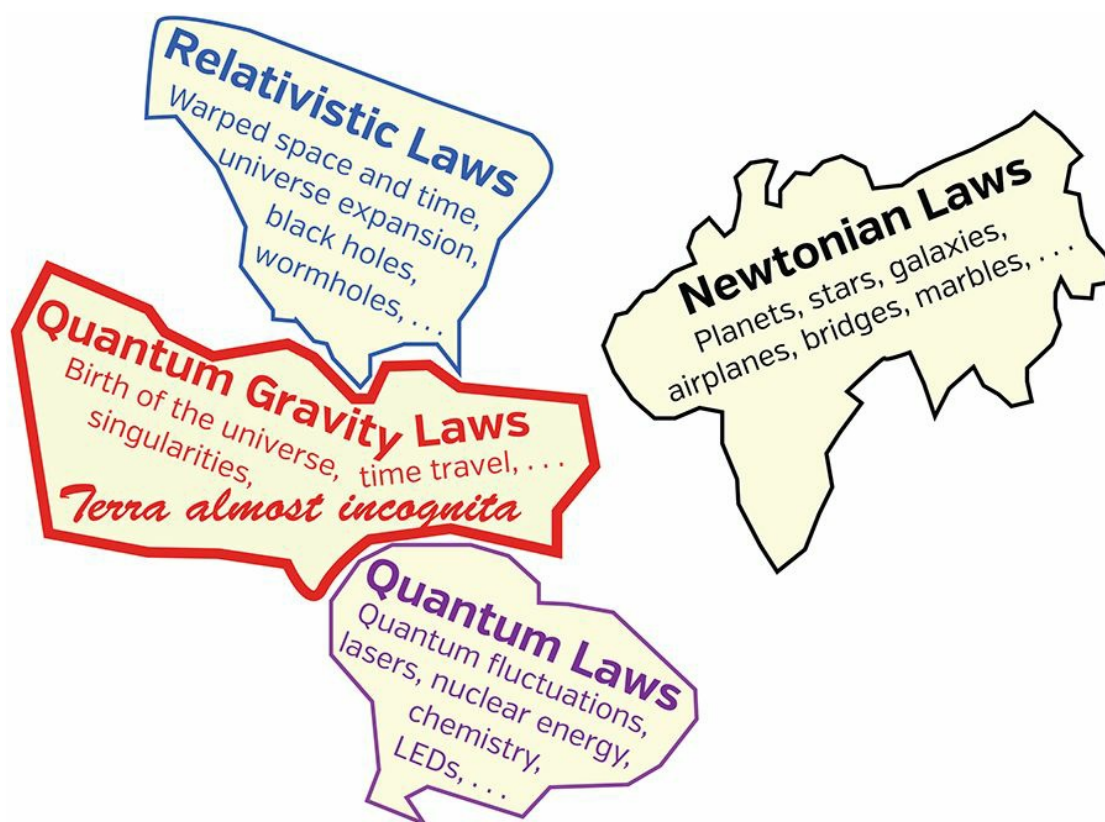 Relativistic Laws
Warped space and time,
universe expansion,
black holes,
wormholes, . . .
Newtonian Laws
Planets, stars, galaxies,
airplanes, bridges, marbles, . . .
Quantum Gravity Laws
Birth of the universe, time travel, . . .
singularities,
Terra almost incognita
Quantum Laws
Quantum fluctuations,
lasers, nuclear energy,
chemistry,
LEDs, . . .